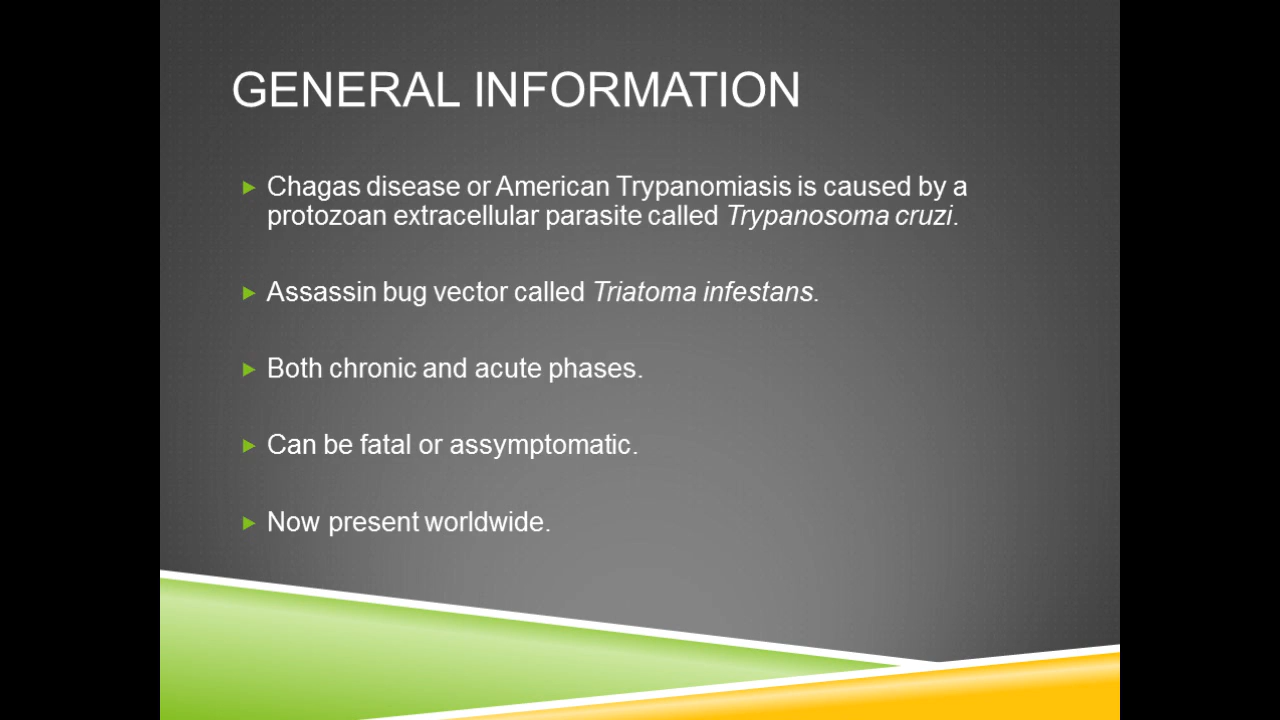 GENERAL INFORMATION
Chagas disease or American Trypanomiasis is caused by a
protozoan extracellular parasite called Trypanosoma cruzi.
Assassin bug vector called Triatoma infestans.
Both chronic and acute phases.
Can be fatal or assymptomatic.
Now present worldwide.